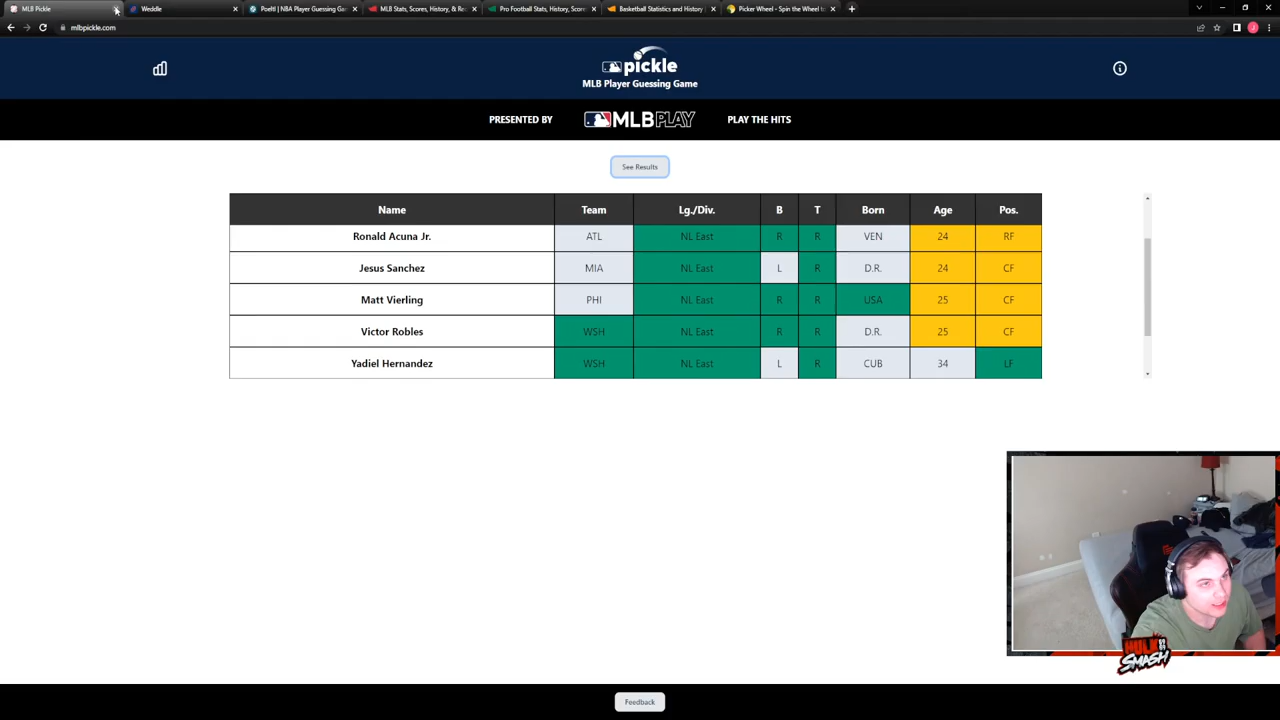 MLB Pickle
Weddle
Poeltl | NBA Player Guessing Gam
MLB Stats, Scores, History, & Re
Pro Football Stats, History, Score
Basketball Statistics and History
Picker Wheel - Spin the Wheel to
mlbpickle.com
J
pickle
MLB Player Guessing Game
PRESENTED BY MLB PLAY PLAY THE HITS
See Results
Name Team Lg./Div. B T Born Age Pos.
Ronald Acuna Jr. ATL NL East R R VEN 24 RF
Jesus Sanchez MIA NL East L R D.R. 24 CF
Matt Vierling PHI NL East R R USA 25 CF
Victor Robles WSH NL East R R D.R. 25 CF
Yadiel Hernandez WSH NL East L R CUB 34 LF
HULK
SMASH
Feedback